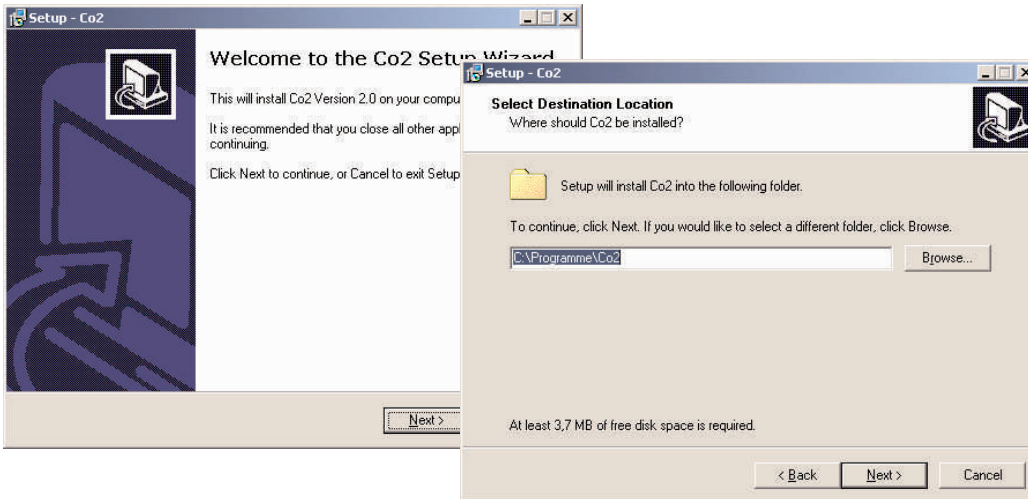 Setup - Co2
Welcome to the Co2 Setup Wizard
This will install Co2 Version 2.0 on your
It is recommended that you close all other
continuing.
Click Next to continue, or Cancel to exit Setup
Next >
Setup - Co2
Select Destination Location
Where should Co2 be installed?
Setup will install Co2 into the following folder.
To continue, click Next. If you would like to select a different folder, click Browse.
C:\Programme\Co2
Browse...
At least 3,7 MB of free disk space is required.
< Back
Next >
Cancel